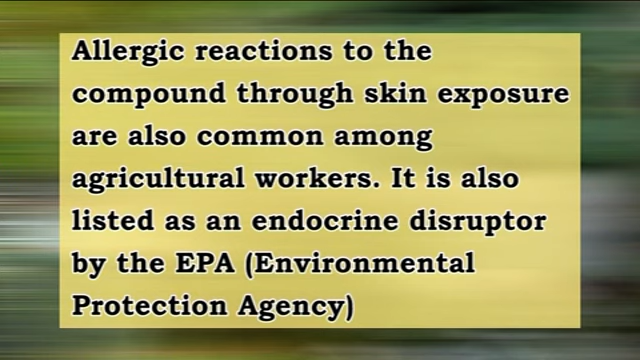 Allergic reactions to the
compound through skin exposure
are also common among
agricultural workers. It is also
listed as an endocrine disruptor
by the EPA (Environmental
Protection Agency)